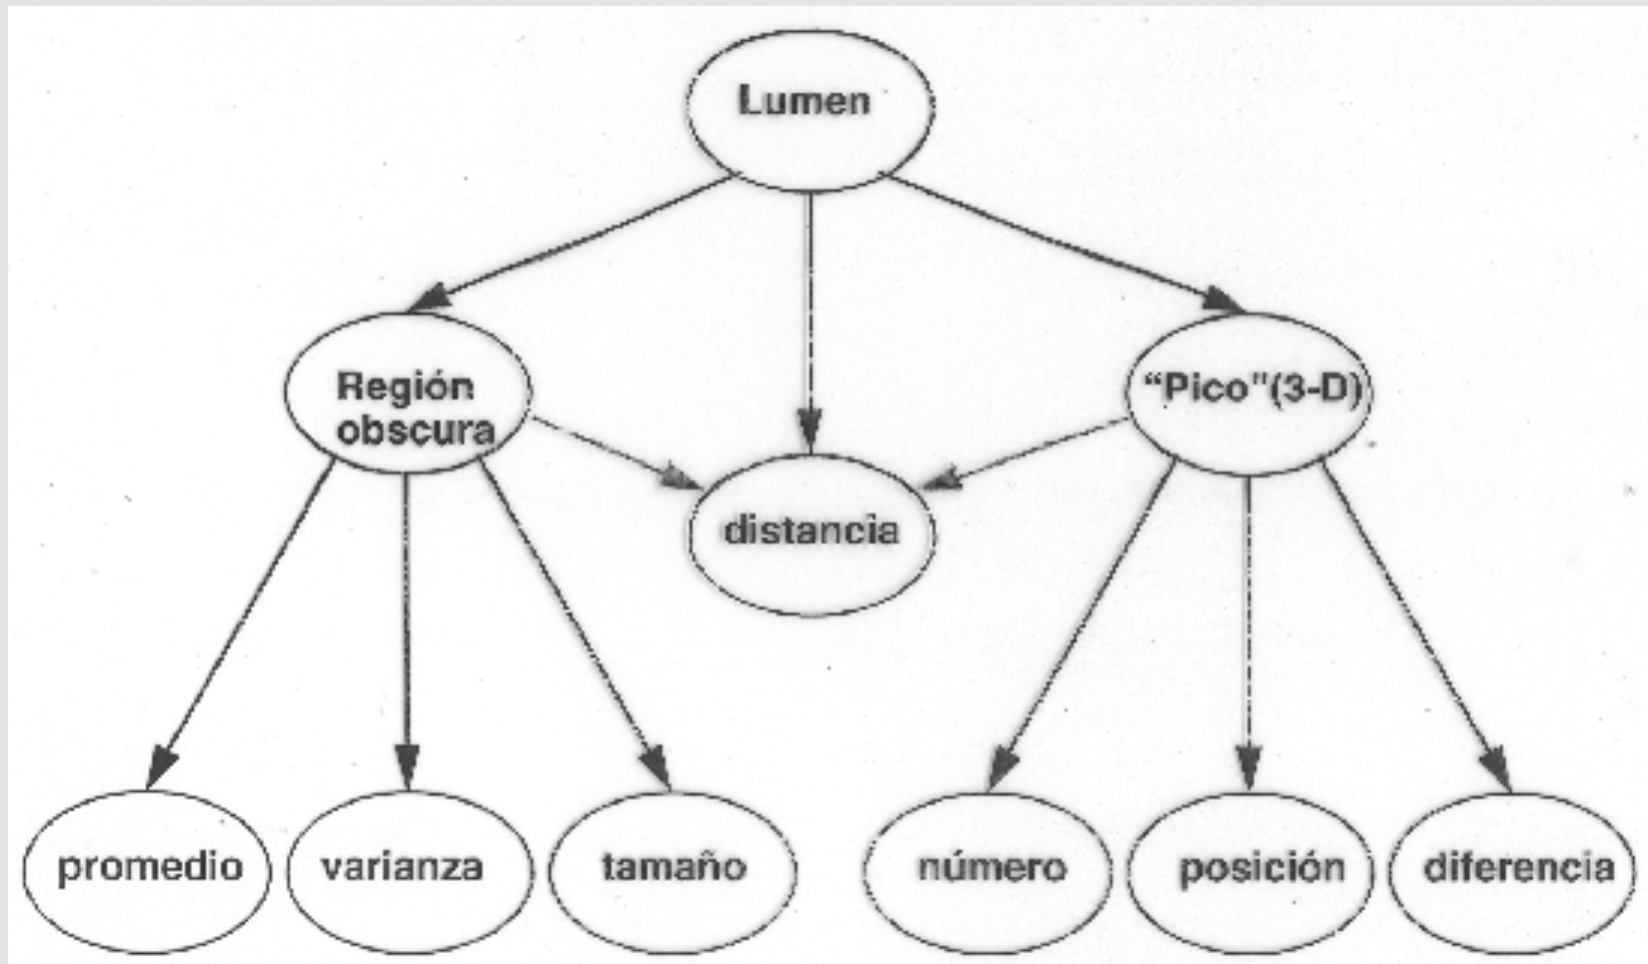 Lumen
Región
obscura
“Pico"(3-D)
distancia
promedio
varianza
tamaño
número
posición
diferencia